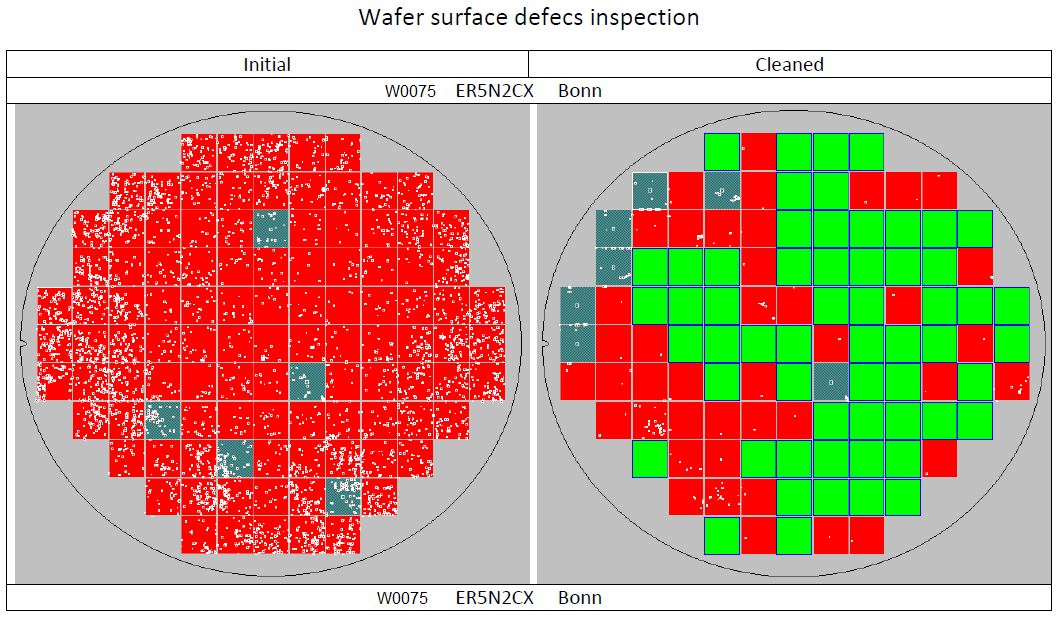 Wafer surface defecs inspection
Initial Cleaned
W0075 ER5N2CX Bonn
W0075 ER5N2CX Bonn